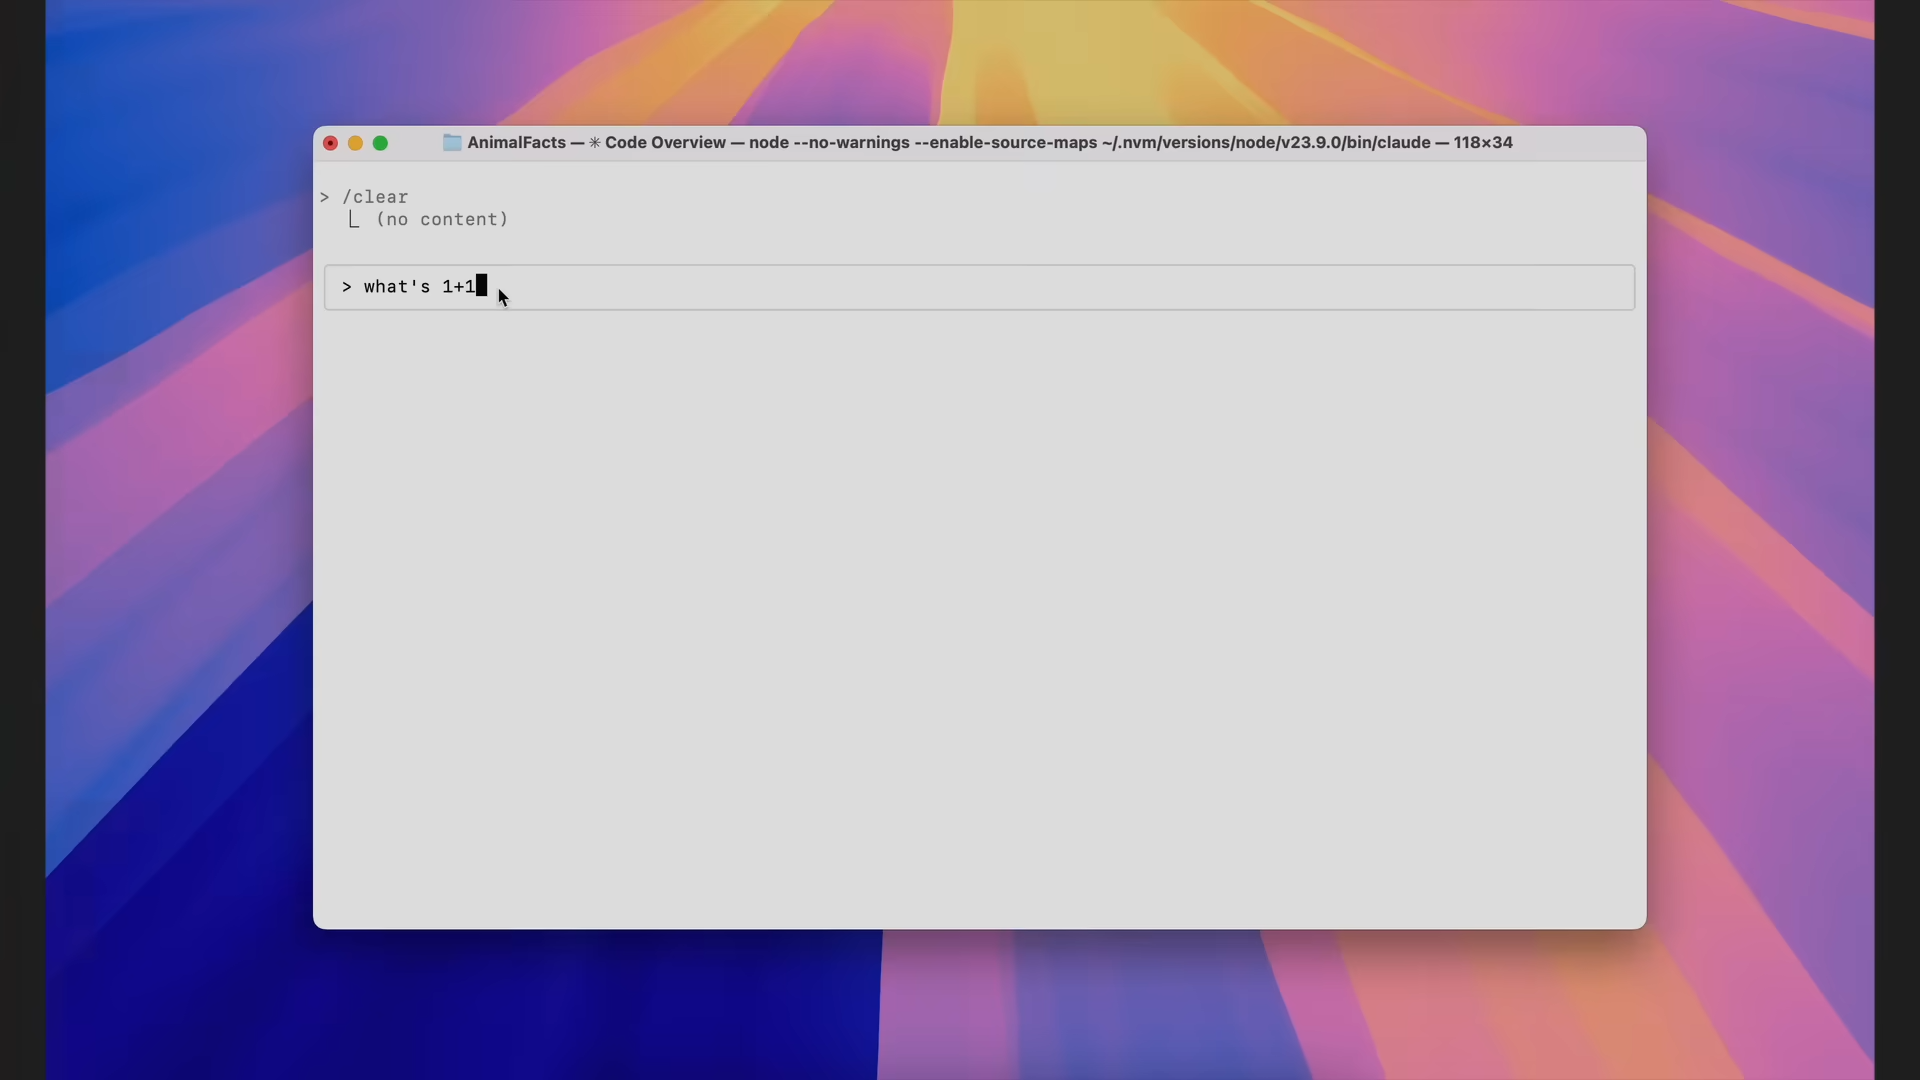 AnimalFacts — ✳ Code Overview — node --no-warnings --enable-source-maps ~/.nvm/versions/node/v23.9.0/bin/claude — 118×34
> /clear
⎿ (no content)
> what's 1+1